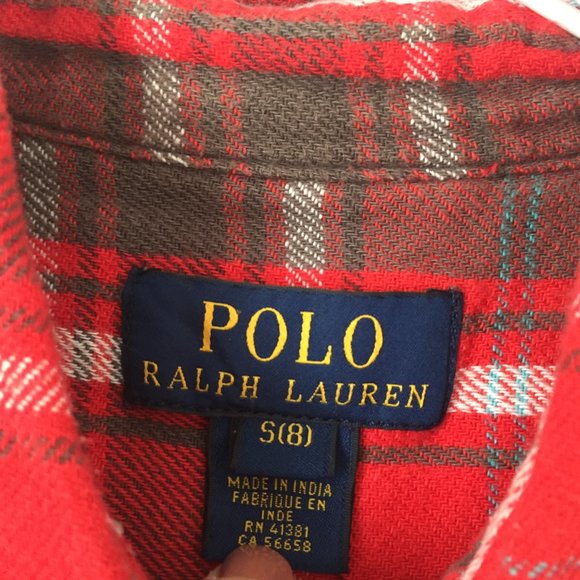 POLO
RALPH LAUREN
S(8)
MADE IN INDIA
FABRIQUE EN
INDE
RN 41381
CA 56658